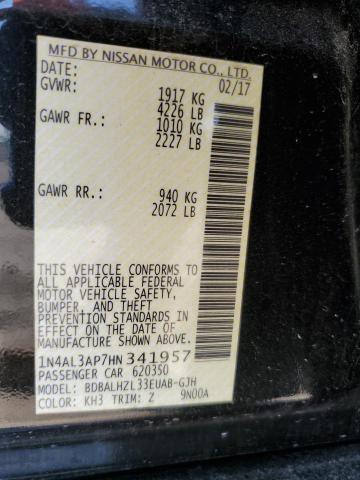 MFD BY NISSAN MOTOR CO., LTD.
DATE: 02/17
GVWR: 1917 KG
4226 LB
GAWR FR.: 1010 KG
2227 LB
GAWR RR.: 940 KG
2072 LB
THIS VEHICLE CONFORMS TO
ALL APPLICABLE FEDERAL
MOTOR VEHICLE SAFETY,
BUMPER, AND THEFT
PREVENTION STANDARDS IN
EFFECT ON THE DATE OF
MANUFACTURE SHOWN ABOVE.
1N4AL3AP7HN 341957
PASSENGER CAR 620350
MODEL: BDBALHZL33EUAB-GJH
COLOR: KH3 TRIM: Z 9N00A